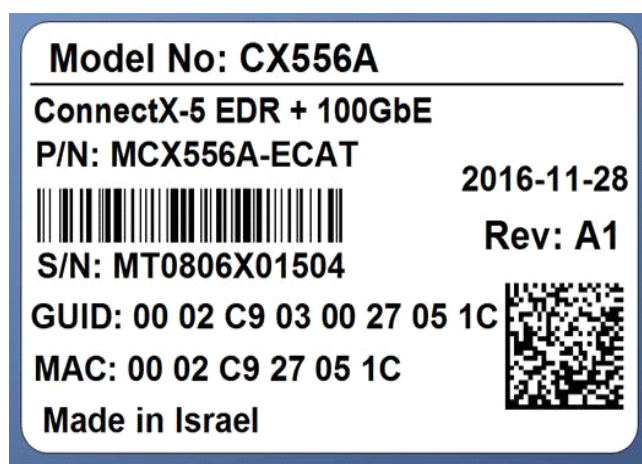 Model No: CX556A
ConnectX-5 EDR + 100GbE
P/N: MCX556A-ECAT
2016-11-28
Rev: A1
S/N: MT0806X01504
GUID: 00 02 C9 03 00 27 05 1C
MAC: 00 02 C9 27 05 1C
Made in Israel